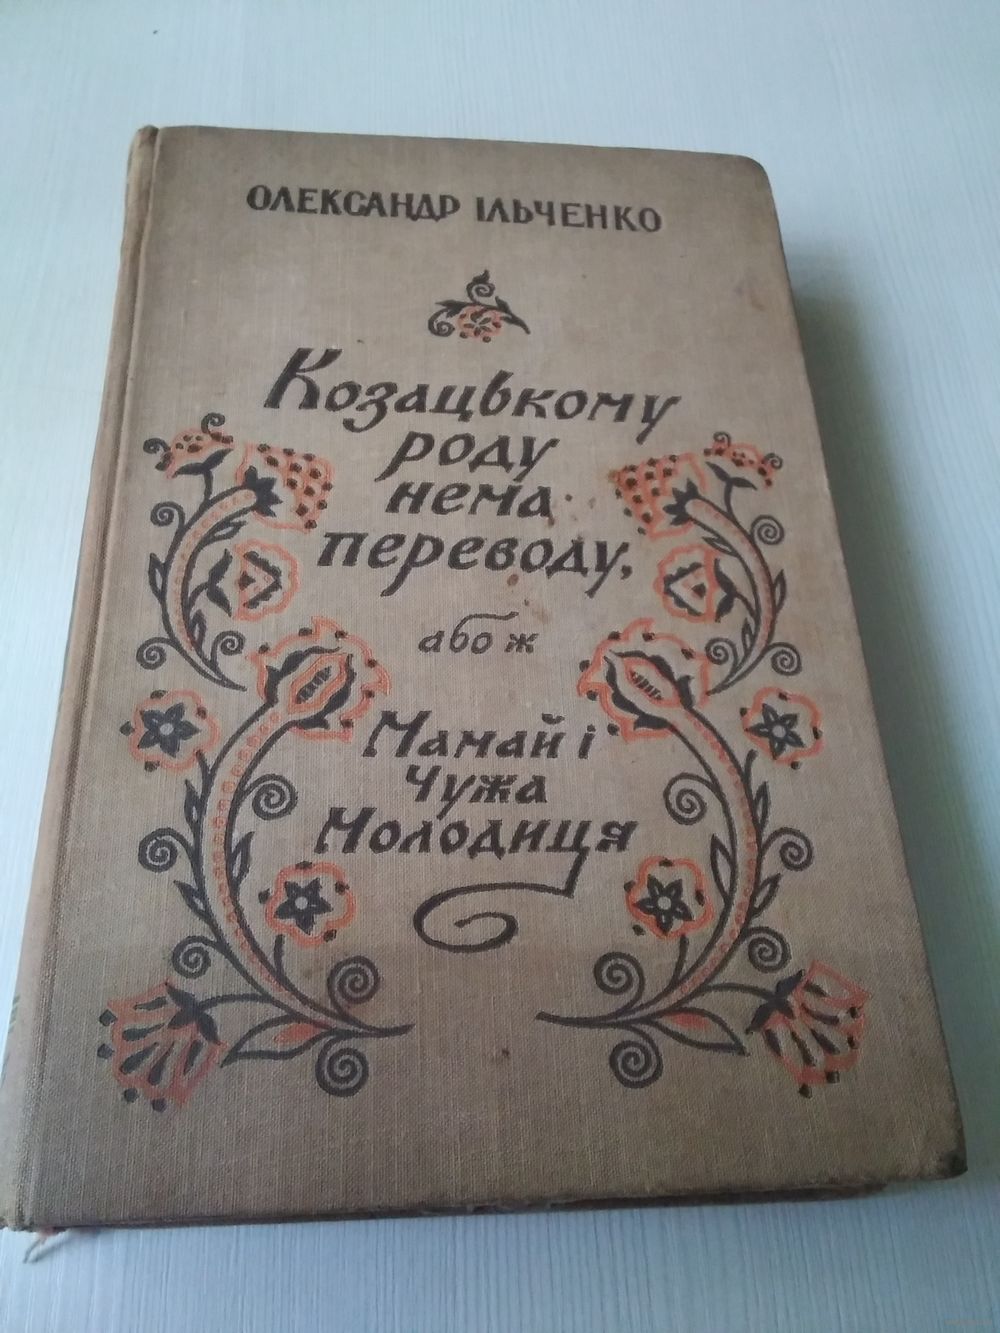 ОЛЕКСАНДР ІЛЬЧЕНКО
Козацькому
роду
нема
переводу,
або ж
Мамай і
Чужа
Молодиця